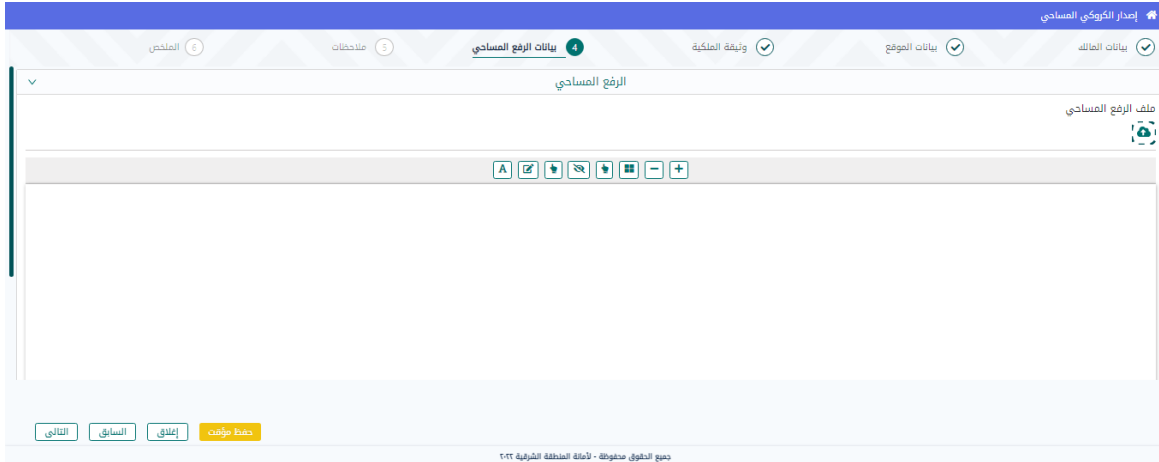 إصدار الكروكي المساحي
بيانات المالك
بيانات الموقع
وثيقة الملكية
4 بيانات الرفع المساحي
5 ملاحظات
6 الملخص
الرفع المساحي
ملف الرفع المساحي
A
حفظ مؤقت
إغلاق
السابق
التالي
جميع الحقوق محفوظة - لأمانة المنطقة الشرقية ٢٠٢٢